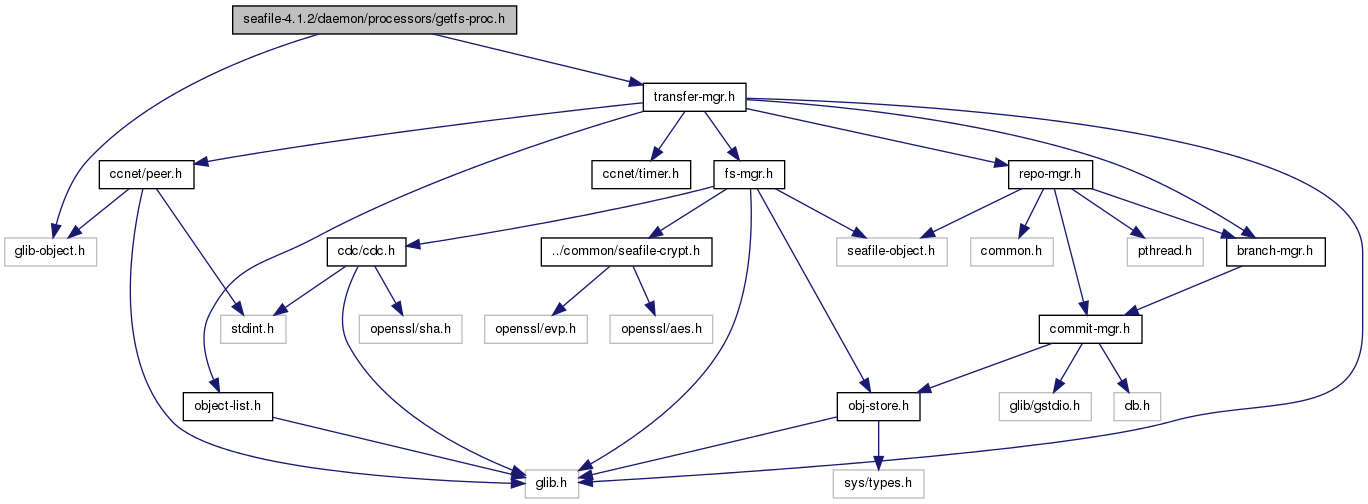 seafile-4.1.2/daemon/processors/getfs-proc.h
transfer-mgr.h
ccnet/peer.h
ccnet/timer.h
fs-mgr.h
repo-mgr.h
glib-object.h
cdc/cdc.h
../common/seafile-crypt.h
seafile-object.h
common.h
pthread.h
branch-mgr.h
stdint.h
openssl/sha.h
openssl/evp.h
openssl/aes.h
commit-mgr.h
object-list.h
obj-store.h
glib/gstdio.h
db.h
glib.h
sys/types.h